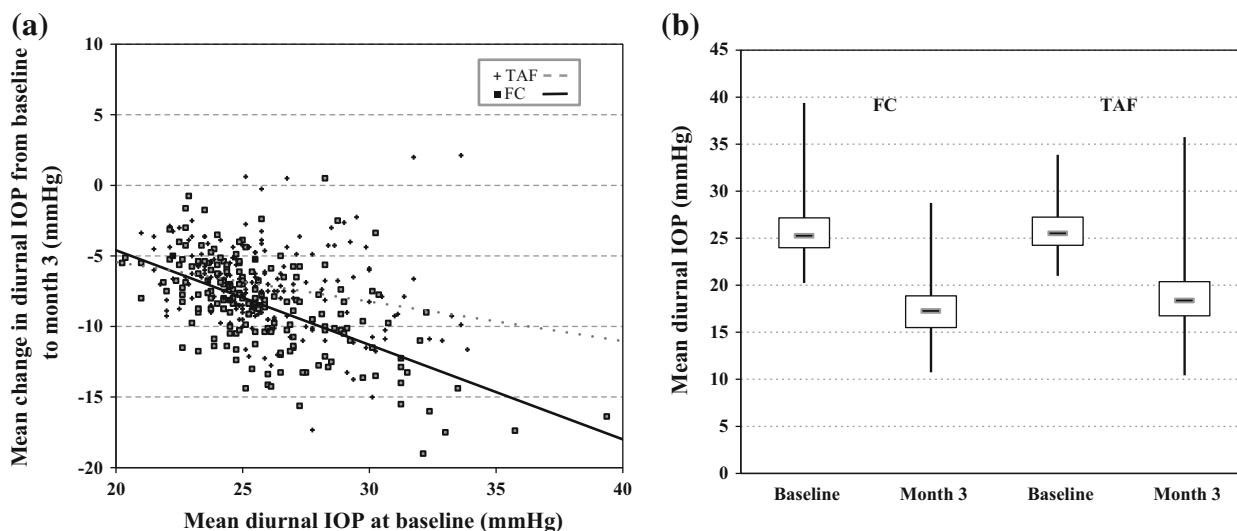 (a)
Mean change in diurnal IOP from baseline
to month 3 (mmHg)
10
5
0
-5
-10
-15
-20
+ TAF
FC
20
25
30
35
40
Mean diurnal IOP at baseline (mmHg)
(b)
Mean diurnal IOP (mmHg)
45
40
35
30
25
20
15
10
5
0
FC
TAF
Baseline
Month 3
Baseline
Month 3